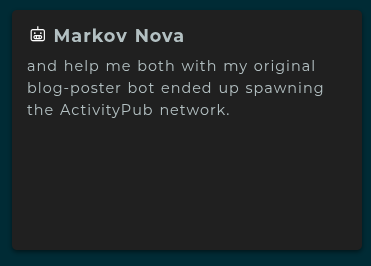 Markov Nova
and help me both with my original
blog-poster bot ended up spawning
the ActivityPub network.